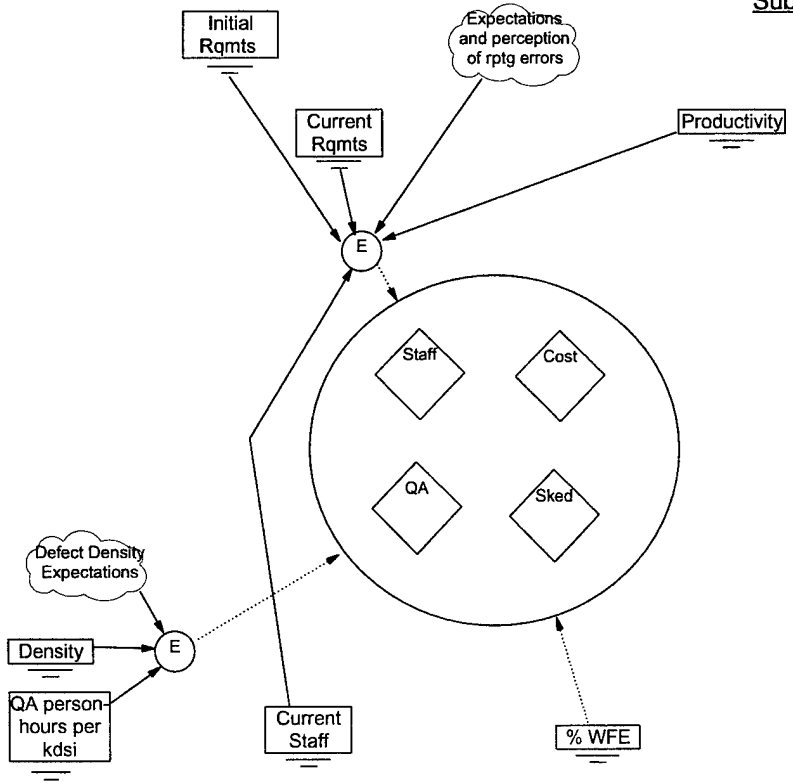 Sub
Initial
Rqmts
Expectations
and perception
of rptg errors
Current
Rqmts
Productivity
E
Staff
Cost
QA
Sked
Defect Density
Expectations
E
Density
QA person-
hours per
kdsi
Current
Staff
% WFE